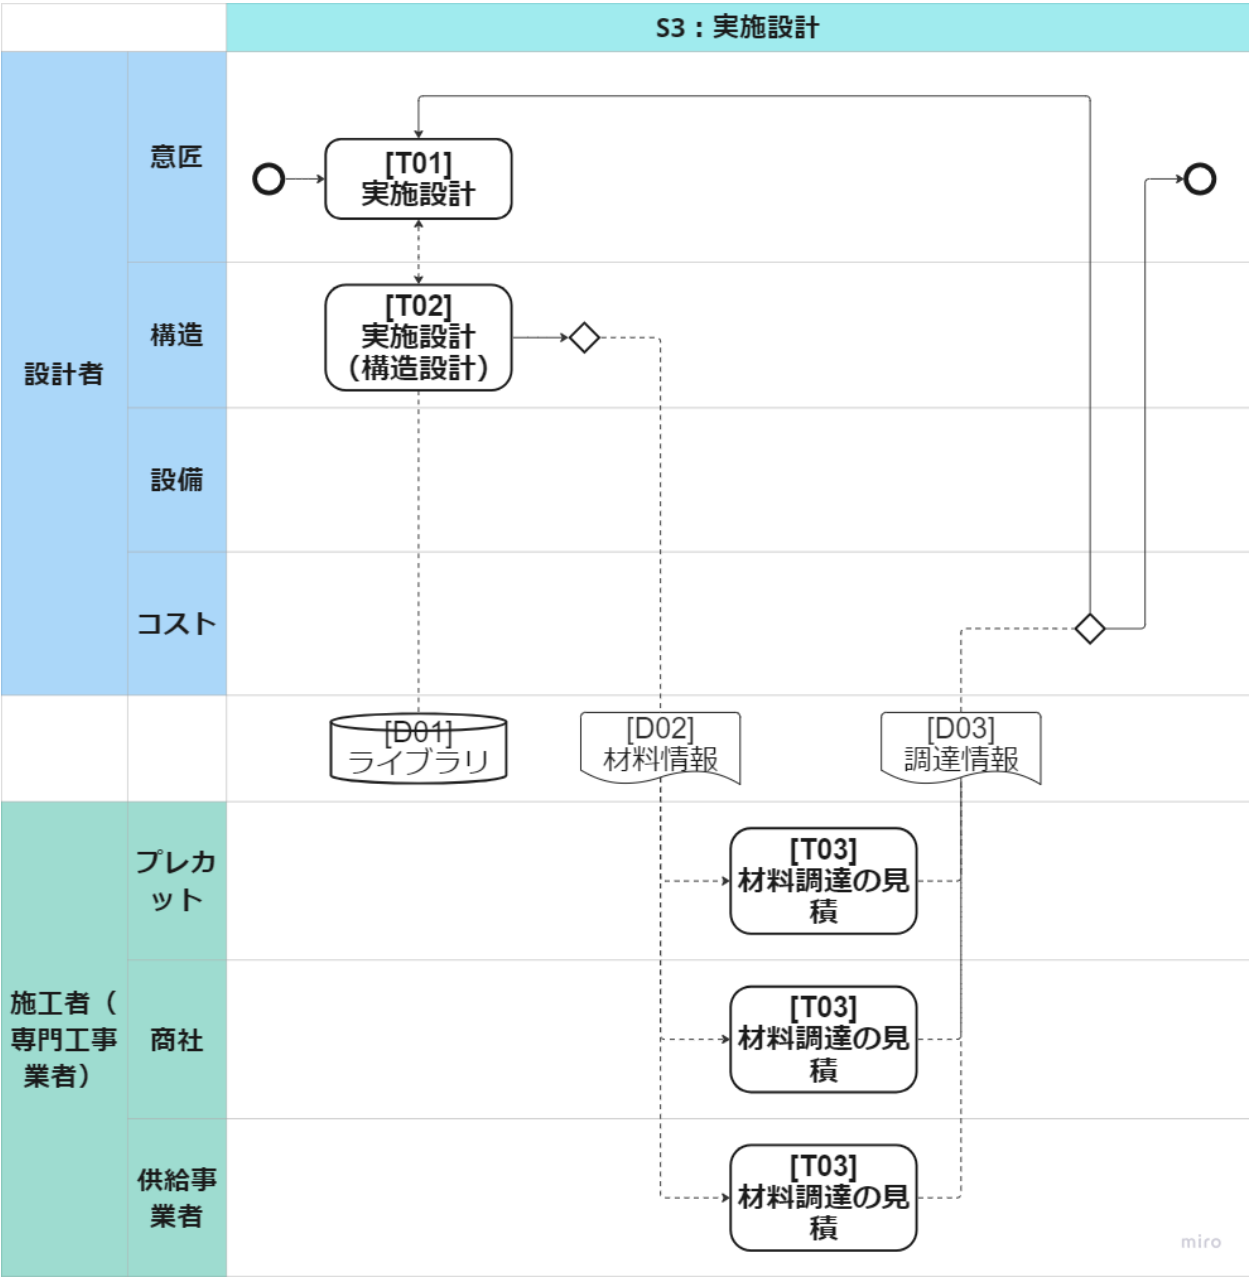 S3：実施設計
設計者
意匠
[T01]
実施設計
構造
[T02]
実施設計
（構造設計）
設備
コスト
[D01]
ライブラリ
[D02]
材料情報
[D03]
調達情報
施工者（
専門工事
業者）
プレカ
ット
[T03]
材料調達の見
積
商社
[T03]
材料調達の見
積
供給事
業者
[T03]
材料調達の見
積
miro